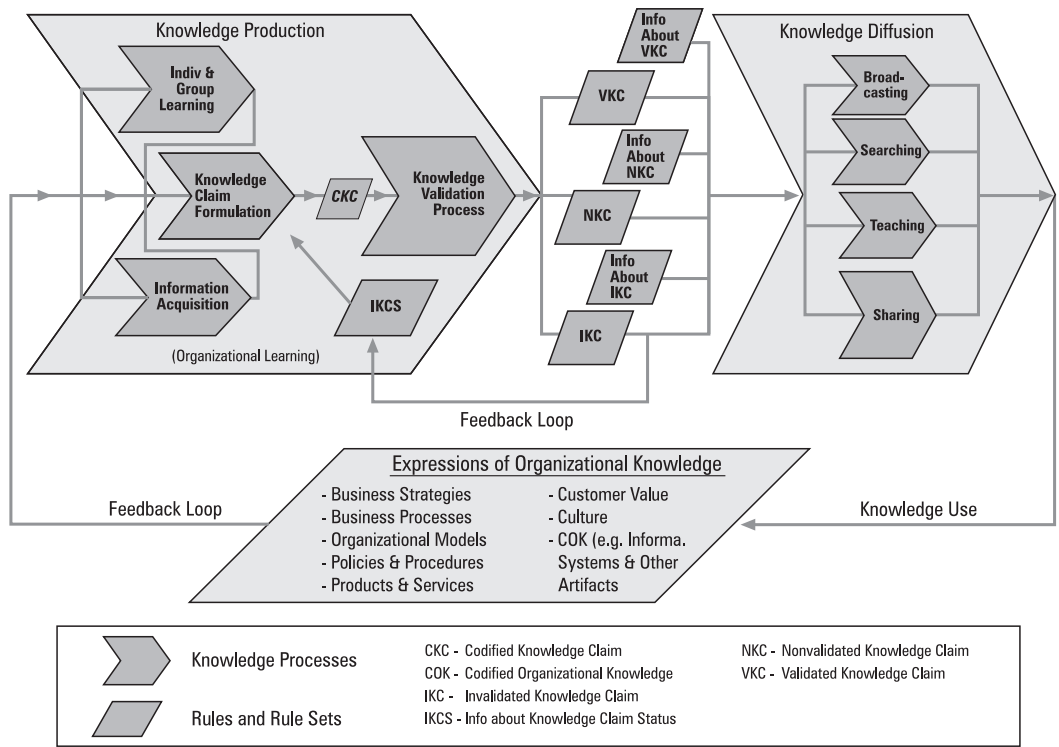 Knowledge Production
Indiv &
Group
Learning
Knowledge
Claim
Formulation
Information
Acquisition
(Organizational Learning)
CKC
Knowledge
Validation
Process
IKCS
Info
About
VKC
VKC
Info
About
NKC
NKC
Info
About
IKC
IKC
Knowledge Diffusion
Broad-
casting
Searching
Teaching
Sharing
Feedback Loop
Feedback Loop
Knowledge Use
Expressions of Organizational Knowledge
- Business Strategies
- Business Processes
- Organizational Models
- Policies & Procedures
- Products & Services
- Customer Value
- Culture
- COK (e.g. Informa.
Systems & Other
Artifacts
Knowledge Processes
Rules and Rule Sets
CKC - Codified Knowledge Claim
COK - Codified Organizational Knowledge
IKC - Invalidated Knowledge Claim
IKCS - Info about Knowledge Claim Status
NKC - Nonvalidated Knowledge Claim
VKC - Validated Knowledge Claim